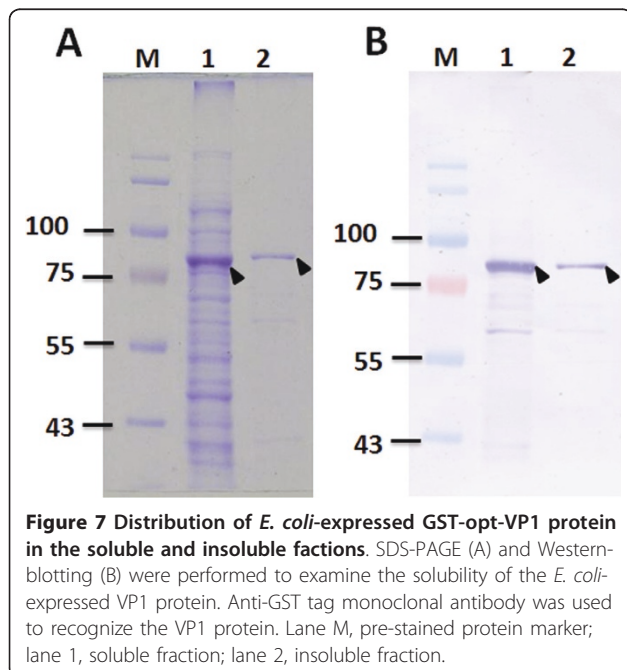 A
B
M 1 2
M 1 2
100
75
55
43
100
75
55
43
Figure 7 Distribution of E. coli-expressed GST-opt-VP1 protein
in the soluble and insoluble factions. SDS-PAGE (A) and Western-
blotting (B) were performed to examine the solubility of the E. coli-
expressed VP1 protein. Anti-GST tag monoclonal antibody was used
to recognize the VP1 protein. Lane M, pre-stained protein marker;
lane 1, soluble fraction; lane 2, insoluble fraction.